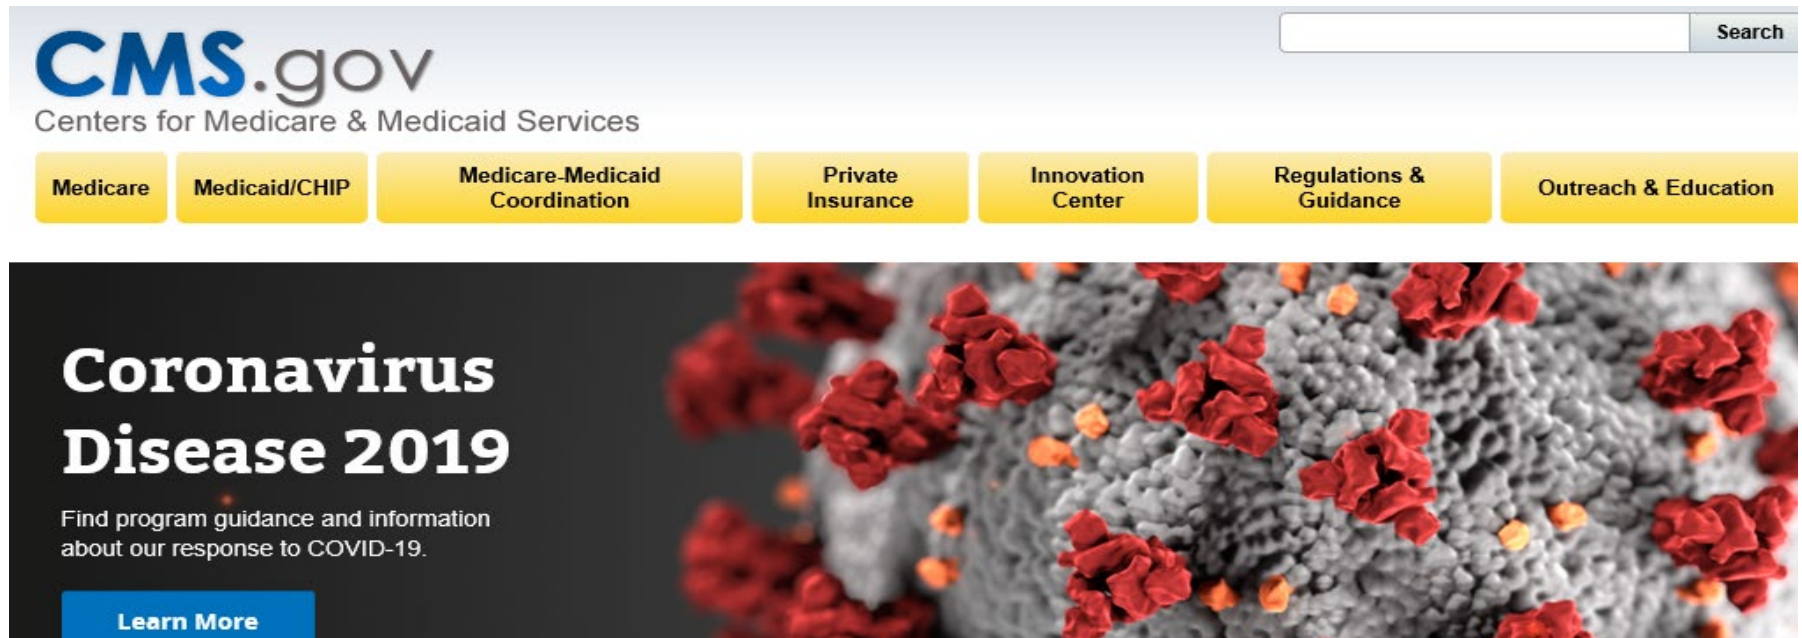 CMS.gov
Search
Centers for Medicare & Medicaid Services
Medicare
Medicaid/CHIP
Medicare-Medicaid
Coordination
Private
Insurance
Innovation
Center
Regulations &
Guidance
Outreach & Education
Coronavirus
Disease 2019
Find program guidance and information
about our response to COVID-19.
Learn More